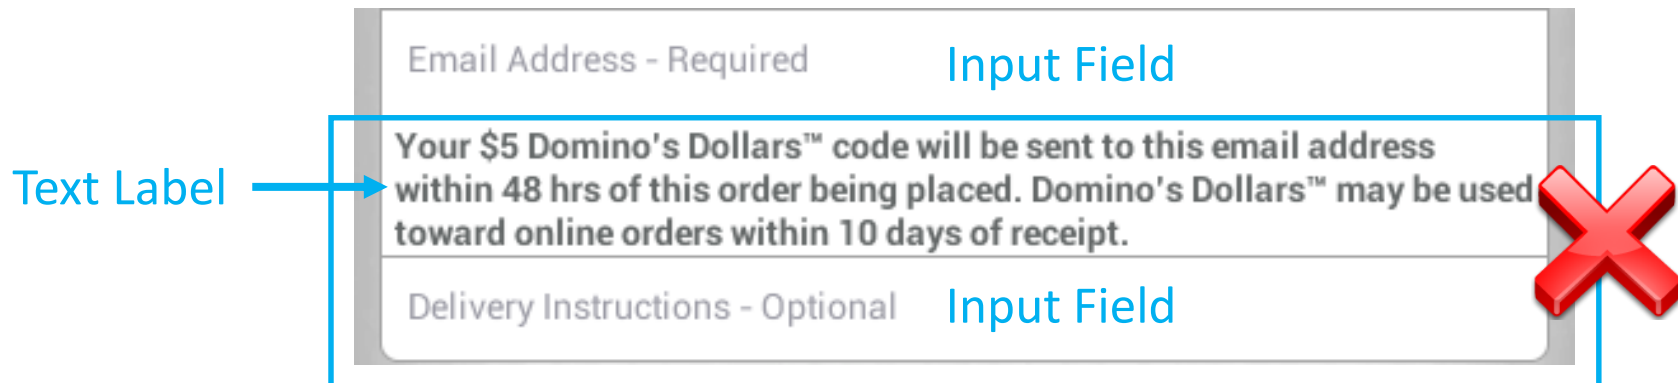 Email Address - Required
Input Field
Your $5 Domino's Dollars™ code will be sent to this email address
Text Label
within 48 hrs of this order being placed. Domino's Dollars™ may be used
toward online orders within 10 days of receipt.
Delivery Instructions - Optional
Input Field